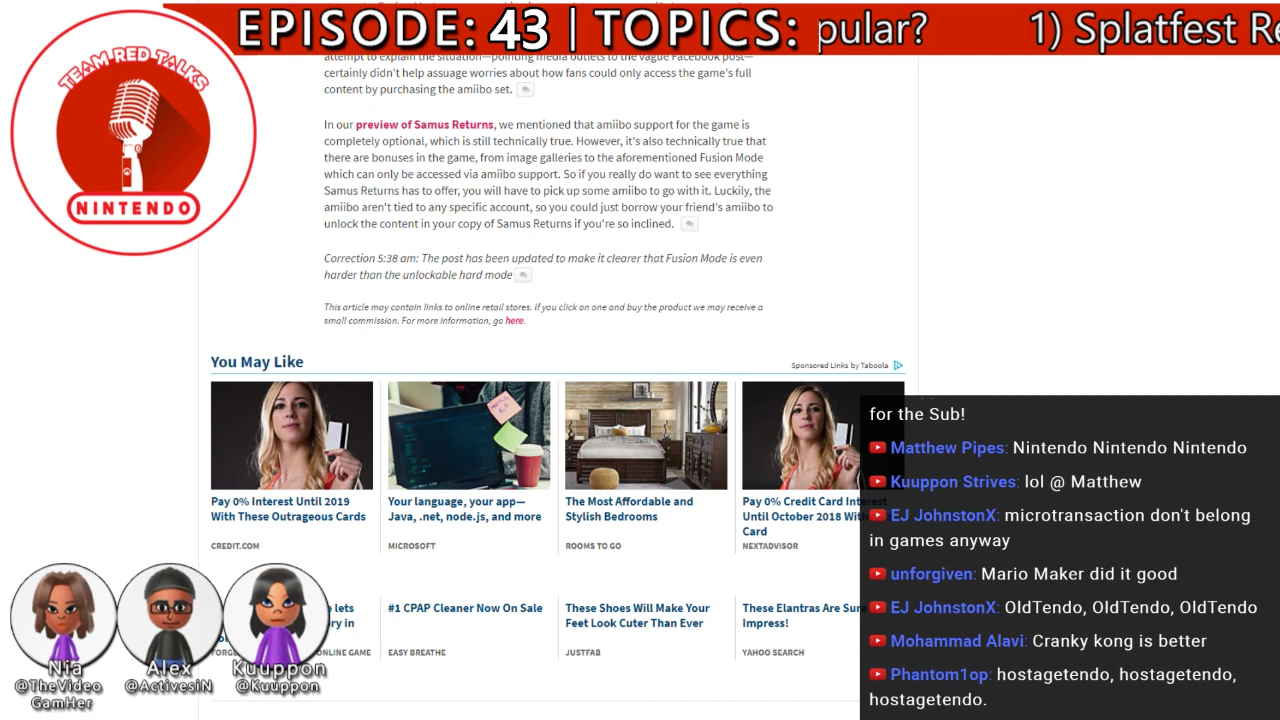 EPISODE: 43 | TOPICS: pular? 1) Splatfest Re
TEAM RED TALKS
NINTENDO
attempt to explain the situation—pointing media outlets to the vague Facebook post—
certainly didn't help assuage worries about how fans could only access the game's full
content by purchasing the amiibo set.
In our preview of Samus Returns, we mentioned that amiibo support for the game is
completely optional, which is still technically true. However, it's also technically true that
there are bonuses in the game, from image galleries to the aforementioned Fusion Mode
which can only be accessed via amiibo support. So if you really do want to see everything
Samus Returns has to offer, you will have to pick up some amiibo to go with it. Luckily, the
amiibo aren't tied to any specific account, so you could just borrow your friend's amiibo to
unlock the content in your copy of Samus Returns if you're so inclined.
Correction 5:38 am: The post has been updated to make it clearer that Fusion Mode is even
harder than the unlockable hard mode
This article may contain links to online retail stores. If you click on one and buy the product we may receive a
small commission. For more information, go here.
You May Like
Sponsored Links by Taboola
Pay 0% Interest Until 2019
With These Outrageous Cards
CREDIT.COM
Your language, your app—
Java, .net, node.js, and more
MICROSOFT
The Most Affordable and
Stylish Bedrooms
ROOMS TO GO
Pay 0% Credit Card Interest
Until October 2018 With
Card
NEXTADVISOR
e lets
ry in
ONLINE GAME
#1 CPAP Cleaner Now On Sale
EASY BREATHE
These Shoes Will Make Your
Feet Look Cuter Than Ever
JUSTFAB
These Elantras Are Sure
Impress!
YAHOO SEARCH
Nia
@TheVideo
GamHer
Alex
@ActivesiN
Kuuppon
@Kuuppon
for the Sub!
Matthew Pipes: Nintendo Nintendo Nintendo
Kuuppon Strives: lol @ Matthew
EJ JohnstonX: microtransaction don't belong
in games anyway
unforgiven: Mario Maker did it good
EJ JohnstonX: OldTendo, OldTendo, OldTendo
Mohammad Alavi: Cranky kong is better
Phantom1op: hostagetendo, hostagetendo,
hostagetendo.